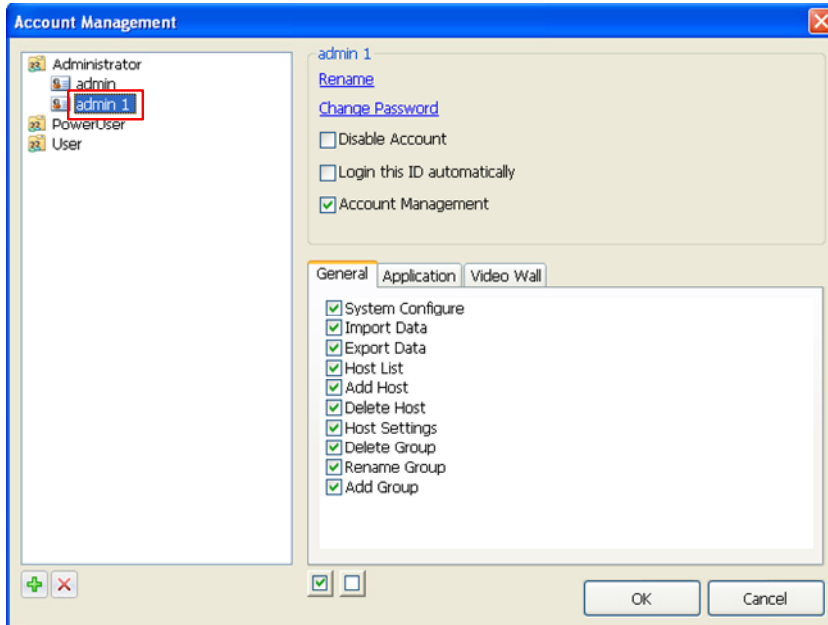 Account Management
Administrator
admin
admin 1
PowerUser
User
admin 1
Rename
Change Password
Disable Account
Login this ID automatically
Account Management
General Application Video Wall
System Configure
Import Data
Export Data
Host List
Add Host
Delete Host
Host Settings
Delete Group
Rename Group
Add Group
OK Cancel